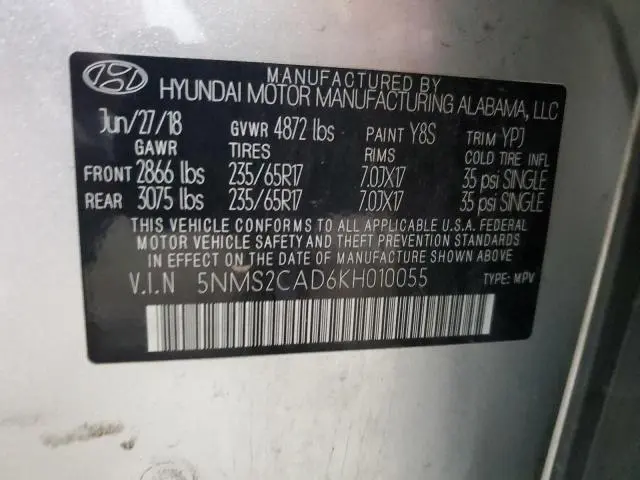 MANUFACTURED BY
HYUNDAI MOTOR MANUFACTURING ALABAMA, LLC
Jun/27/18 GVWR 4872 lbs PAINT Y8S TRIM YPJ
GAWR TIRES RIMS COLD TIRE INFL
FRONT 2866 lbs 235/65R17 7.0JX17 35 psi SINGLE
REAR 3075 lbs 235/65R17 7.0JX17 35 psi SINGLE
THIS VEHICLE CONFORMS TO ALL APPLICABLE U.S.A. FEDERAL
MOTOR VEHICLE SAFETY AND THEFT PREVENTION STANDARDS
IN EFFECT ON THE DATE OF MANUFACTURE SHOWN ABOVE
V.I.N 5NMS2CAD6KH010055 TYPE: MPV